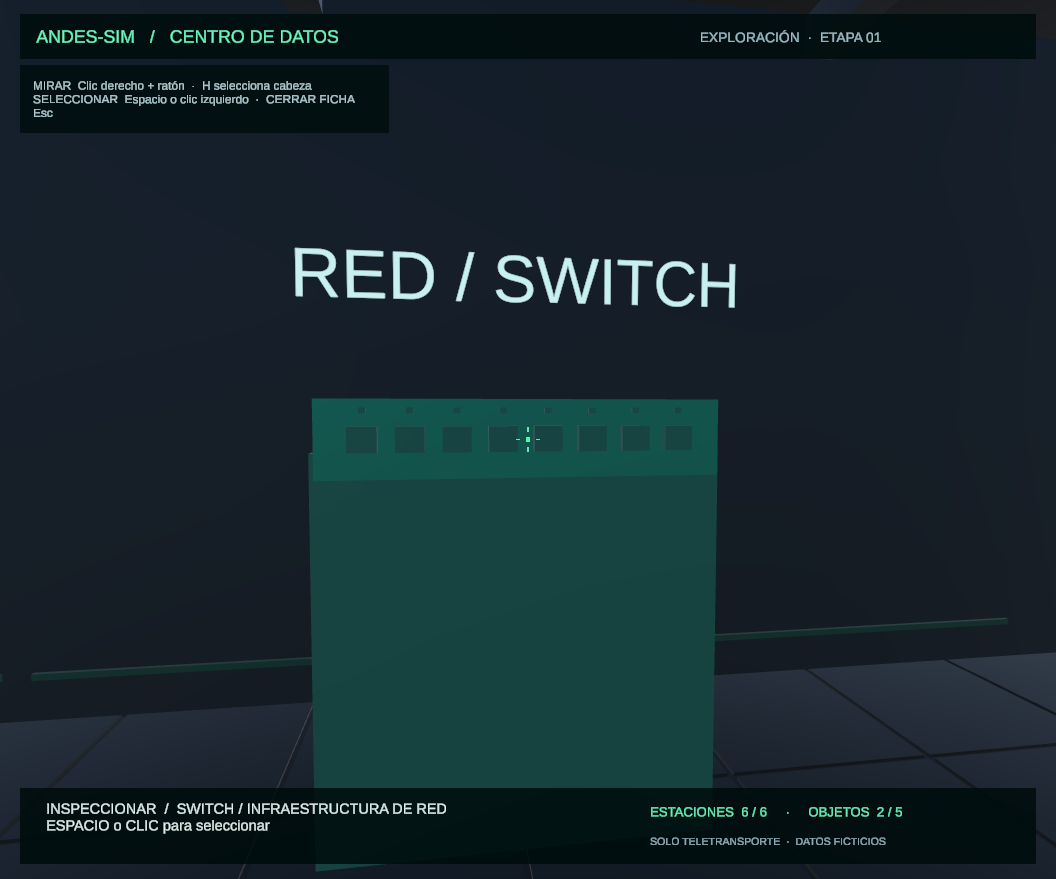 ANDES-SIM / CENTRO DE DATOS
EXPLORACIÓN · ETAPA 01
MIRAR Clic derecho + ratón · H selecciona cabeza
SELECCIONAR Espacio o clic izquierdo · CERRAR FICHA
Esc
RED / SWITCH
INSPECCIONAR / SWITCH / INFRAESTRUCTURA DE RED
ESPACIO o CLIC para seleccionar
ESTACIONES 6 / 6 · OBJETOS 2 / 5
SOLO TELETRANSPORTE · DATOS FICTICIOS